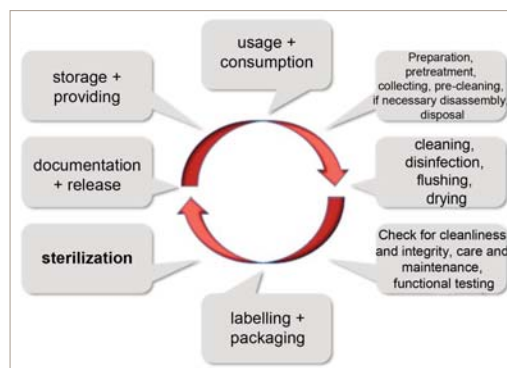 usage +
consumption
Preparation,
pretreatment,
collecting, pre-cleaning,
if necessary disassembly,
disposal
cleaning,
disinfection,
flushing,
drying
Check for cleanliness
and integrity, care and
maintenance,
functional testing
labelling +
packaging
sterilization
documentation
+ release
storage +
providing